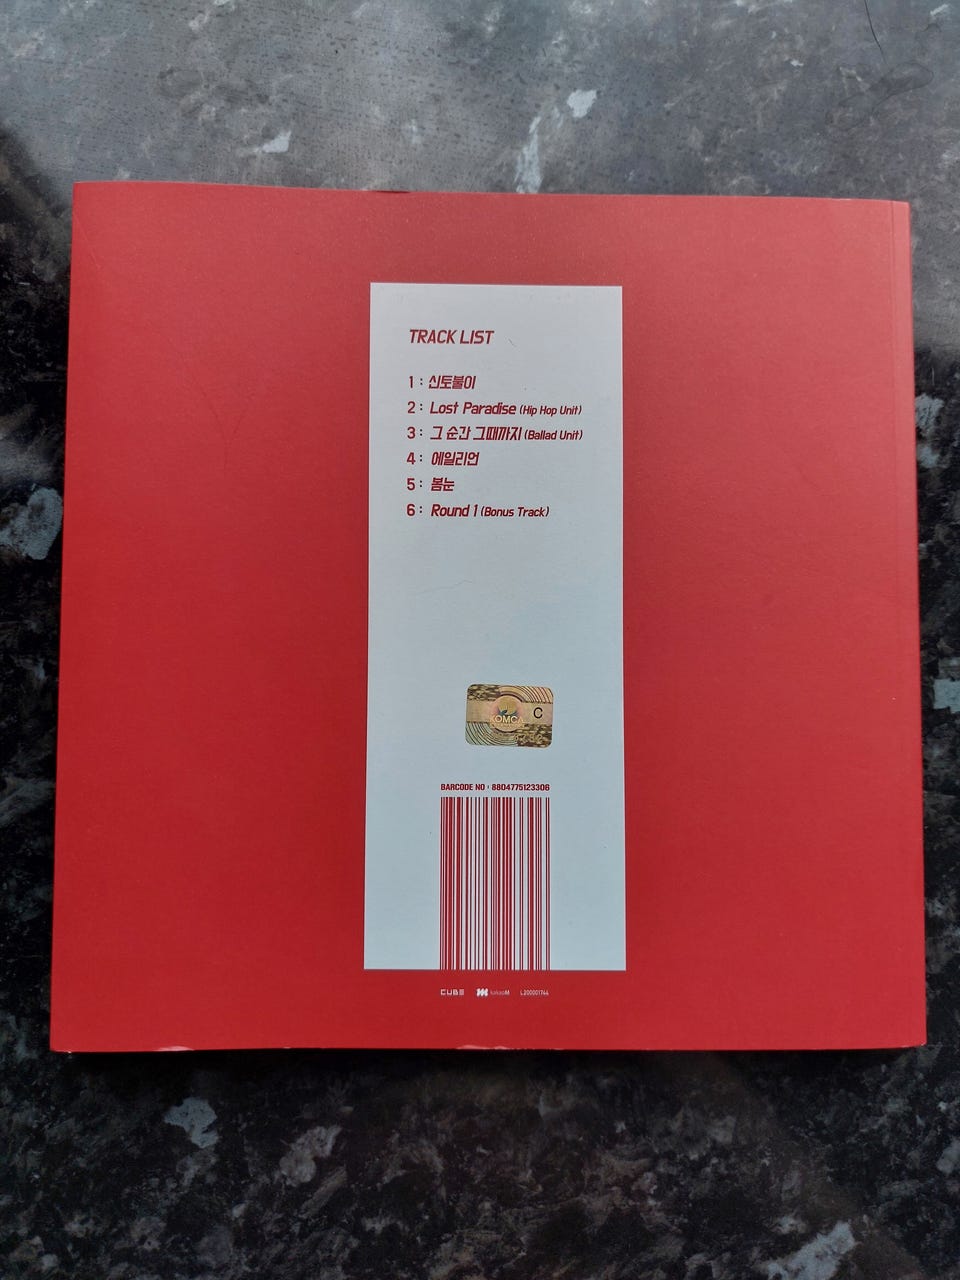 TRACK LIST
1 : 신토불이
2 : Lost Paradise (Hip Hop Unit)
3 : 그 순간 그때까지 (Ballad Unit)
4 : 에일리언
5 : 봄눈
6 : Round 1 (Bonus Track)
KOMCA C
BARCODE NO : 8804775123306
CUBE kakaoM L200001744